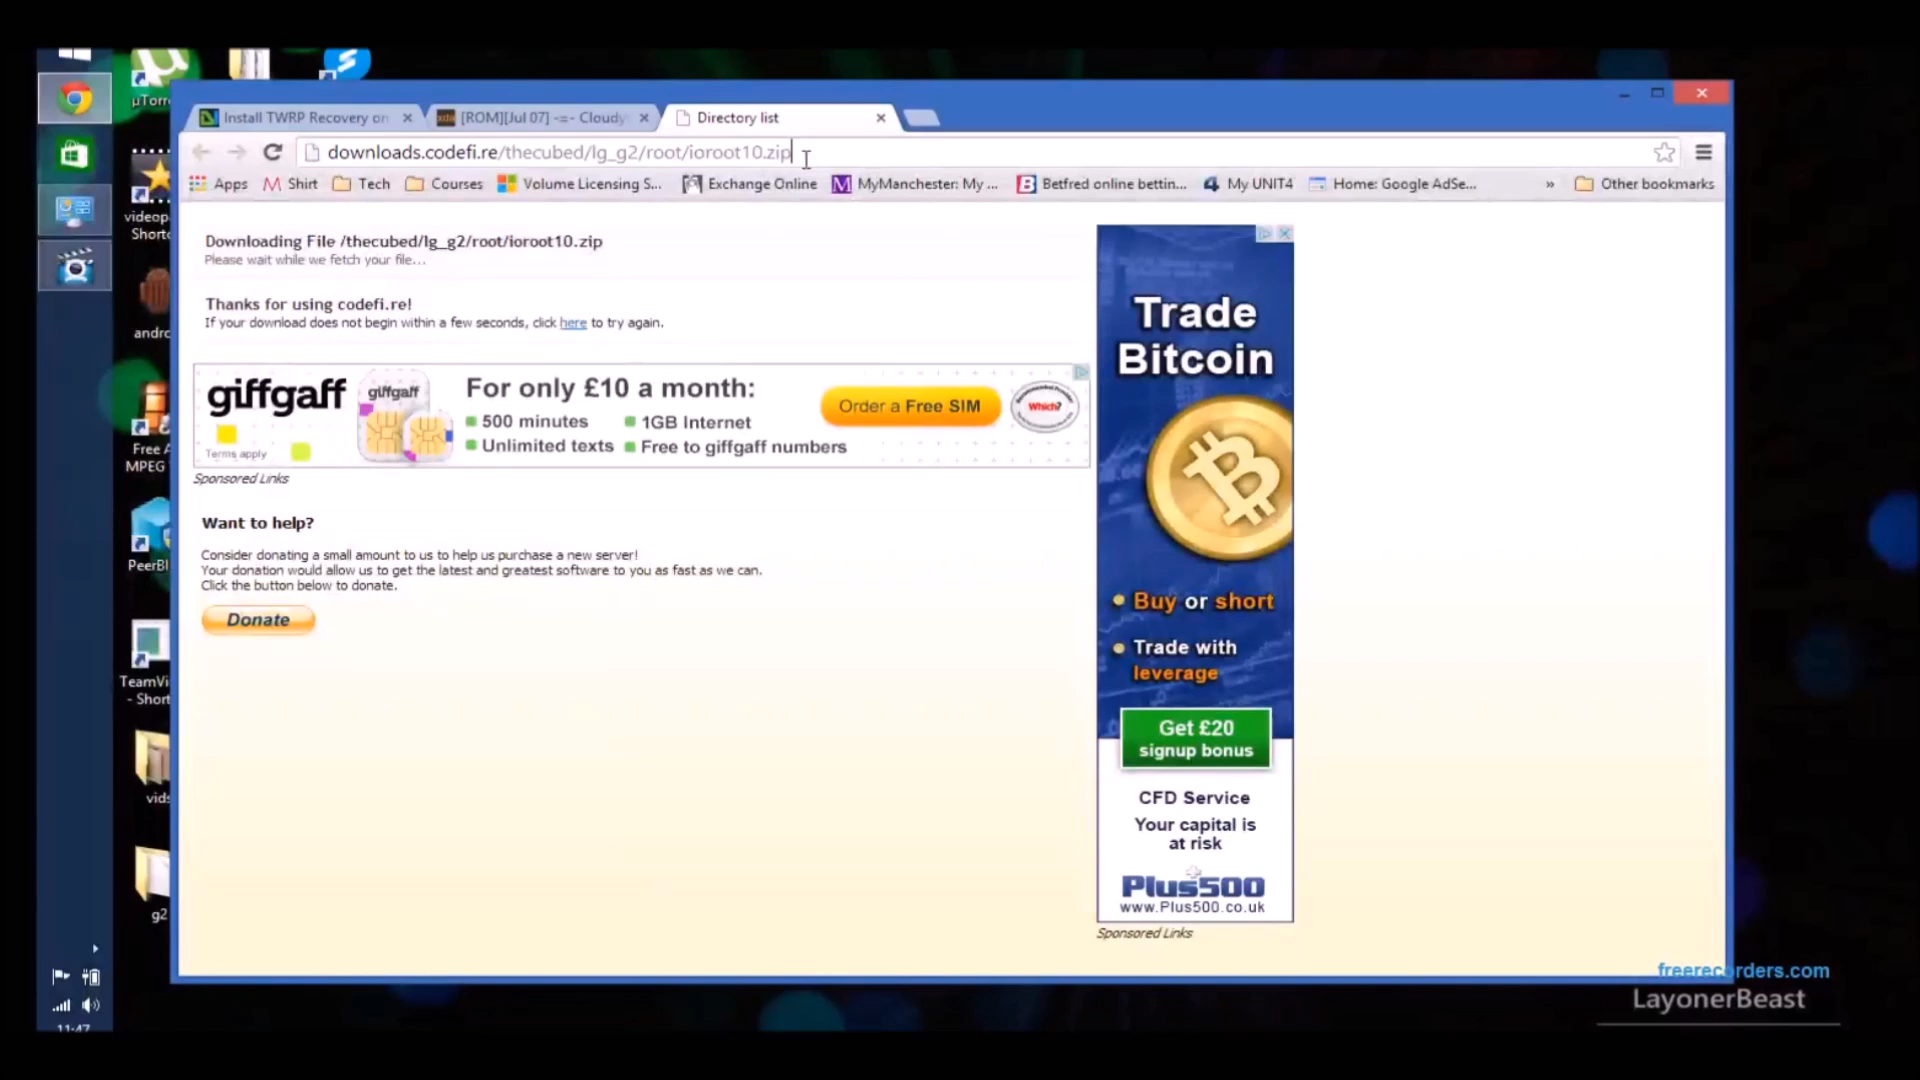 Install TWRP Recovery on
[ROM][Jul 07] -=- Cloudy
Directory list
downloads.codefi.re/thecubed/lg_g2/root/ioroot10.zip
Apps
Shirt
Tech
Courses
Volume Licensing S...
Exchange Online
MyManchester: My ...
Betfred online bettin...
My UNIT4
Home: Google AdSe...
»
Other bookmarks
Downloading File /thecubed/lg_g2/root/ioroot10.zip
Please wait while we fetch your file...
Thanks for using codefi.re!
If your download does not begin within a few seconds, click here to try again.
giffgaff
Terms apply
giffgaff
For only £10 a month:
500 minutes
1GB Internet
Unlimited texts
Free to giffgaff numbers
Order a Free SIM
Which?
Sponsored Links
Want to help?
Consider donating a small amount to us to help us purchase a new server!
Your donation would allow us to get the latest and greatest software to you as fast as we can.
Click the button below to donate.
Donate
Trade
Bitcoin
Buy or short
Trade with
leverage
Get £20
signup bonus
CFD Service
Your capital is
at risk
Plus500
www.Plus500.co.uk
Sponsored Links
µTorr
videop
Shortc
andro
Free A
MPEG
PeerBl
TeamVi
- Short
vids
g2
11:47
freerecorders.com
LayonerBeast